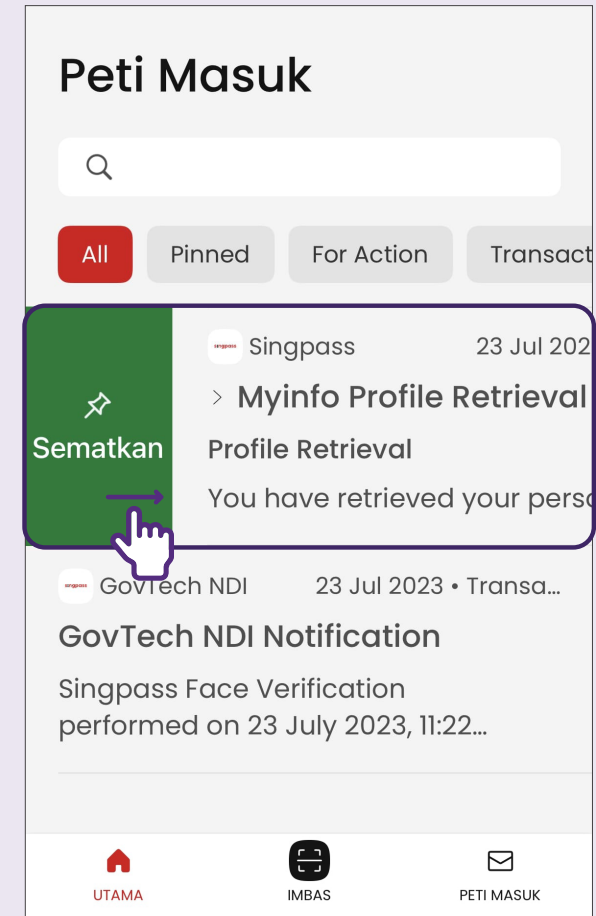 Peti Masuk
All Pinned For Action Transact
Singpass 23 Jul 202
Myinfo Profile Retrieval
Sematkan
Profile Retrieval
You have retrieved your perso
GovTech NDI 23 Jul 2023 • Transa...
GovTech NDI Notification
Singpass Face Verification
performed on 23 July 2023, 11:22...
UTAMA IMBAS PETI MASUK